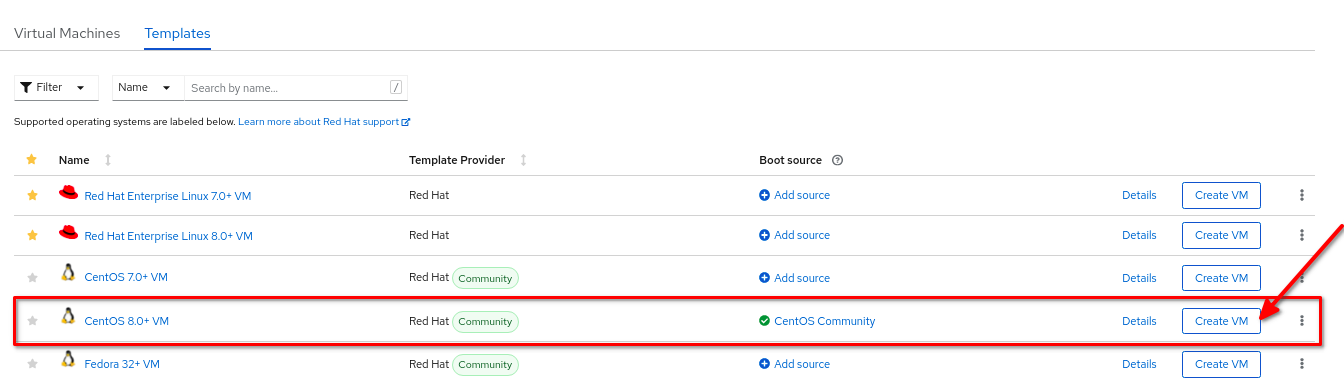 Virtual Machines Templates
Filter Name Search by name... /
Supported operating systems are labeled below. Learn more about Red Hat support
Name Template Provider Boot source
Red Hat Enterprise Linux 7.0+ VM Red Hat Add source Details Create VM
Red Hat Enterprise Linux 8.0+ VM Red Hat Add source Details Create VM
CentOS 7.0+ VM Red Hat Community Add source Details Create VM
CentOS 8.0+ VM Red Hat Community CentOS Community Details Create VM
Fedora 32+ VM Red Hat Community Add source Details Create VM